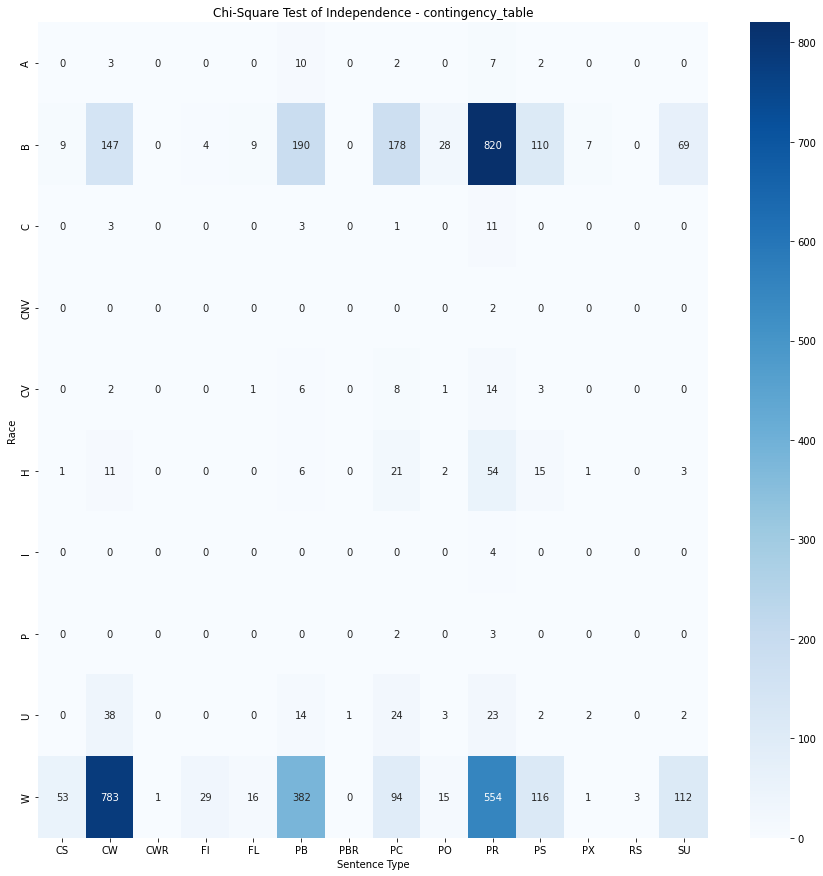 Chi-Square Test of Independence - contingency_table
A 0 3 0 0 0 10 0 2 0 7 2 0 0 0
B 9 147 0 4 9 190 0 178 28 820 110 7 0 69
C 0 3 0 0 0 3 0 1 0 11 0 0 0 0
CNV 0 0 0 0 0 0 0 0 0 2 0 0 0 0
CV 0 2 0 0 1 6 0 8 1 14 3 0 0 0
Race
H 1 11 0 0 0 6 0 21 2 54 15 1 0 3
I 0 0 0 0 0 0 0 0 0 4 0 0 0 0
P 0 0 0 0 0 0 0 2 0 3 0 0 0 0
U 0 38 0 0 0 14 1 24 3 23 2 2 0 2
W 53 783 1 29 16 382 0 94 15 554 116 1 3 112
CS CW CWR FI FL PB PBR PC PO PR PS PX RS SU
Sentence Type
800
700
600
500
400
300
200
100
0